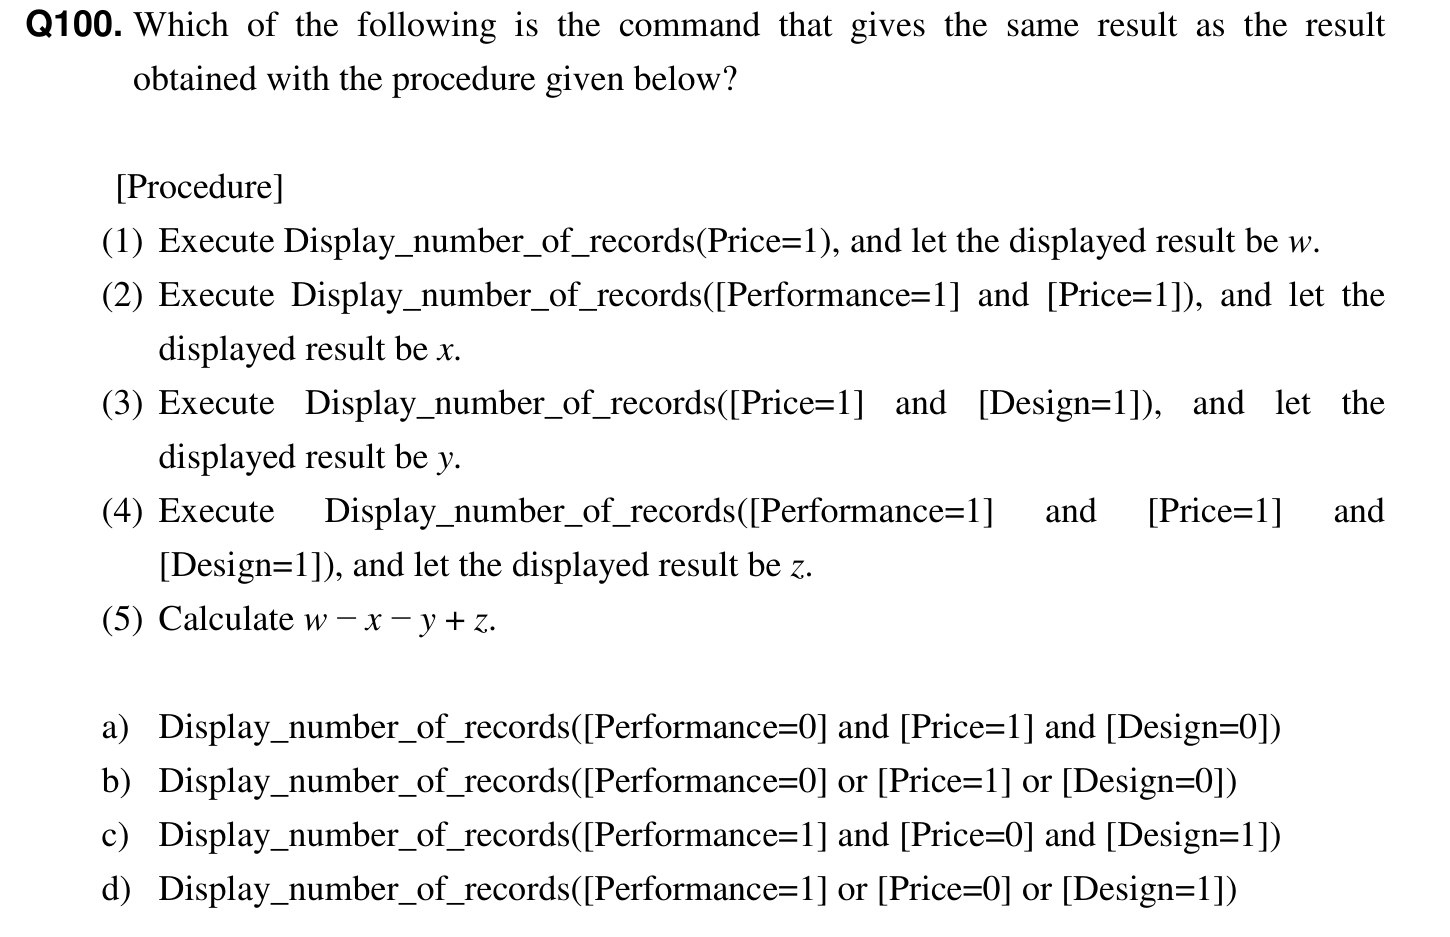 Q100. Which of the following is the command that gives the same result as the result
obtained with the procedure given below?
[Procedure]
(1) Execute Display_number_of_records(Price=1), and let the displayed result be w.
(2) Execute Display_number_of_records([Performance=1] and [Price=1]), and let the
displayed result be x.
(3) Execute Display_number_of_records([Price=1] and [Design=1]), and let the
displayed result be y.
(4) Execute Display_number_of_records([Performance=1] and [Price=1] and
[Design=1]), and let the displayed result be z.
(5) Calculate w − x − y + z.
a) Display_number_of_records([Performance=0] and [Price=1] and [Design=0])
b) Display_number_of_records([Performance=0] or [Price=1] or [Design=0])
c) Display_number_of_records([Performance=1] and [Price=0] and [Design=1])
d) Display_number_of_records([Performance=1] or [Price=0] or [Design=1])